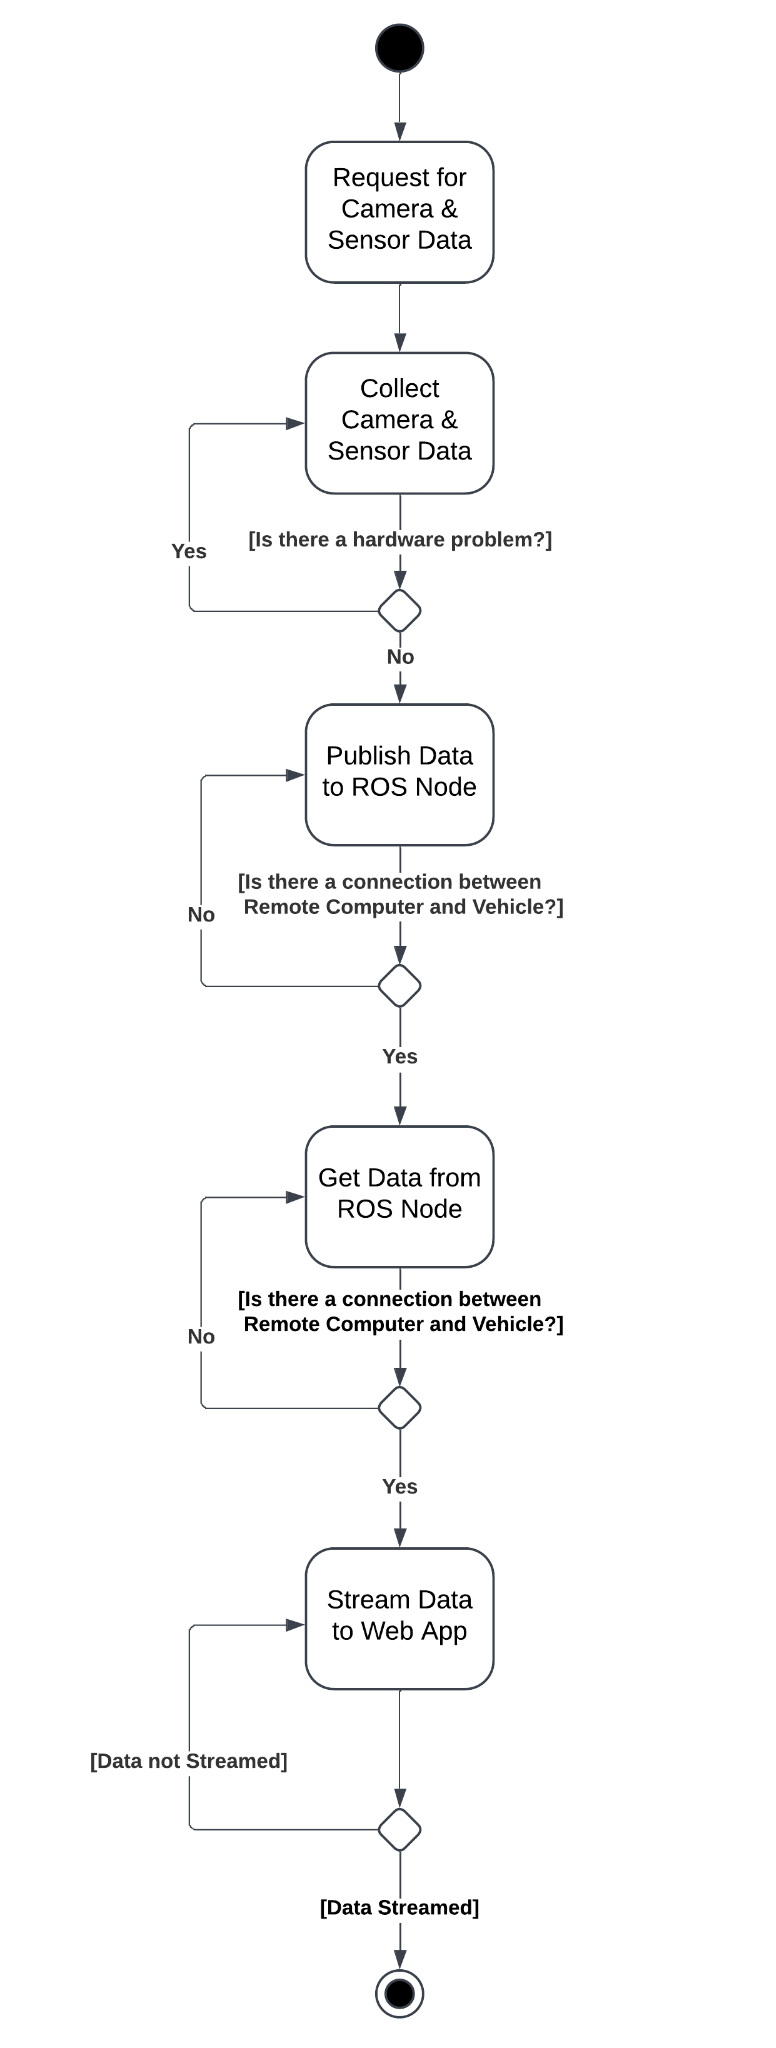 Request for
Camera &
Sensor Data
Collect
Camera &
Sensor Data
[Is there a hardware problem?]
Yes
No
Publish Data
to ROS Node
[Is there a connection between
Remote Computer and Vehicle?]
No
Yes
Get Data from
ROS Node
[Is there a connection between
Remote Computer and Vehicle?]
No
Yes
Stream Data
to Web App
[Data not Streamed]
[Data Streamed]